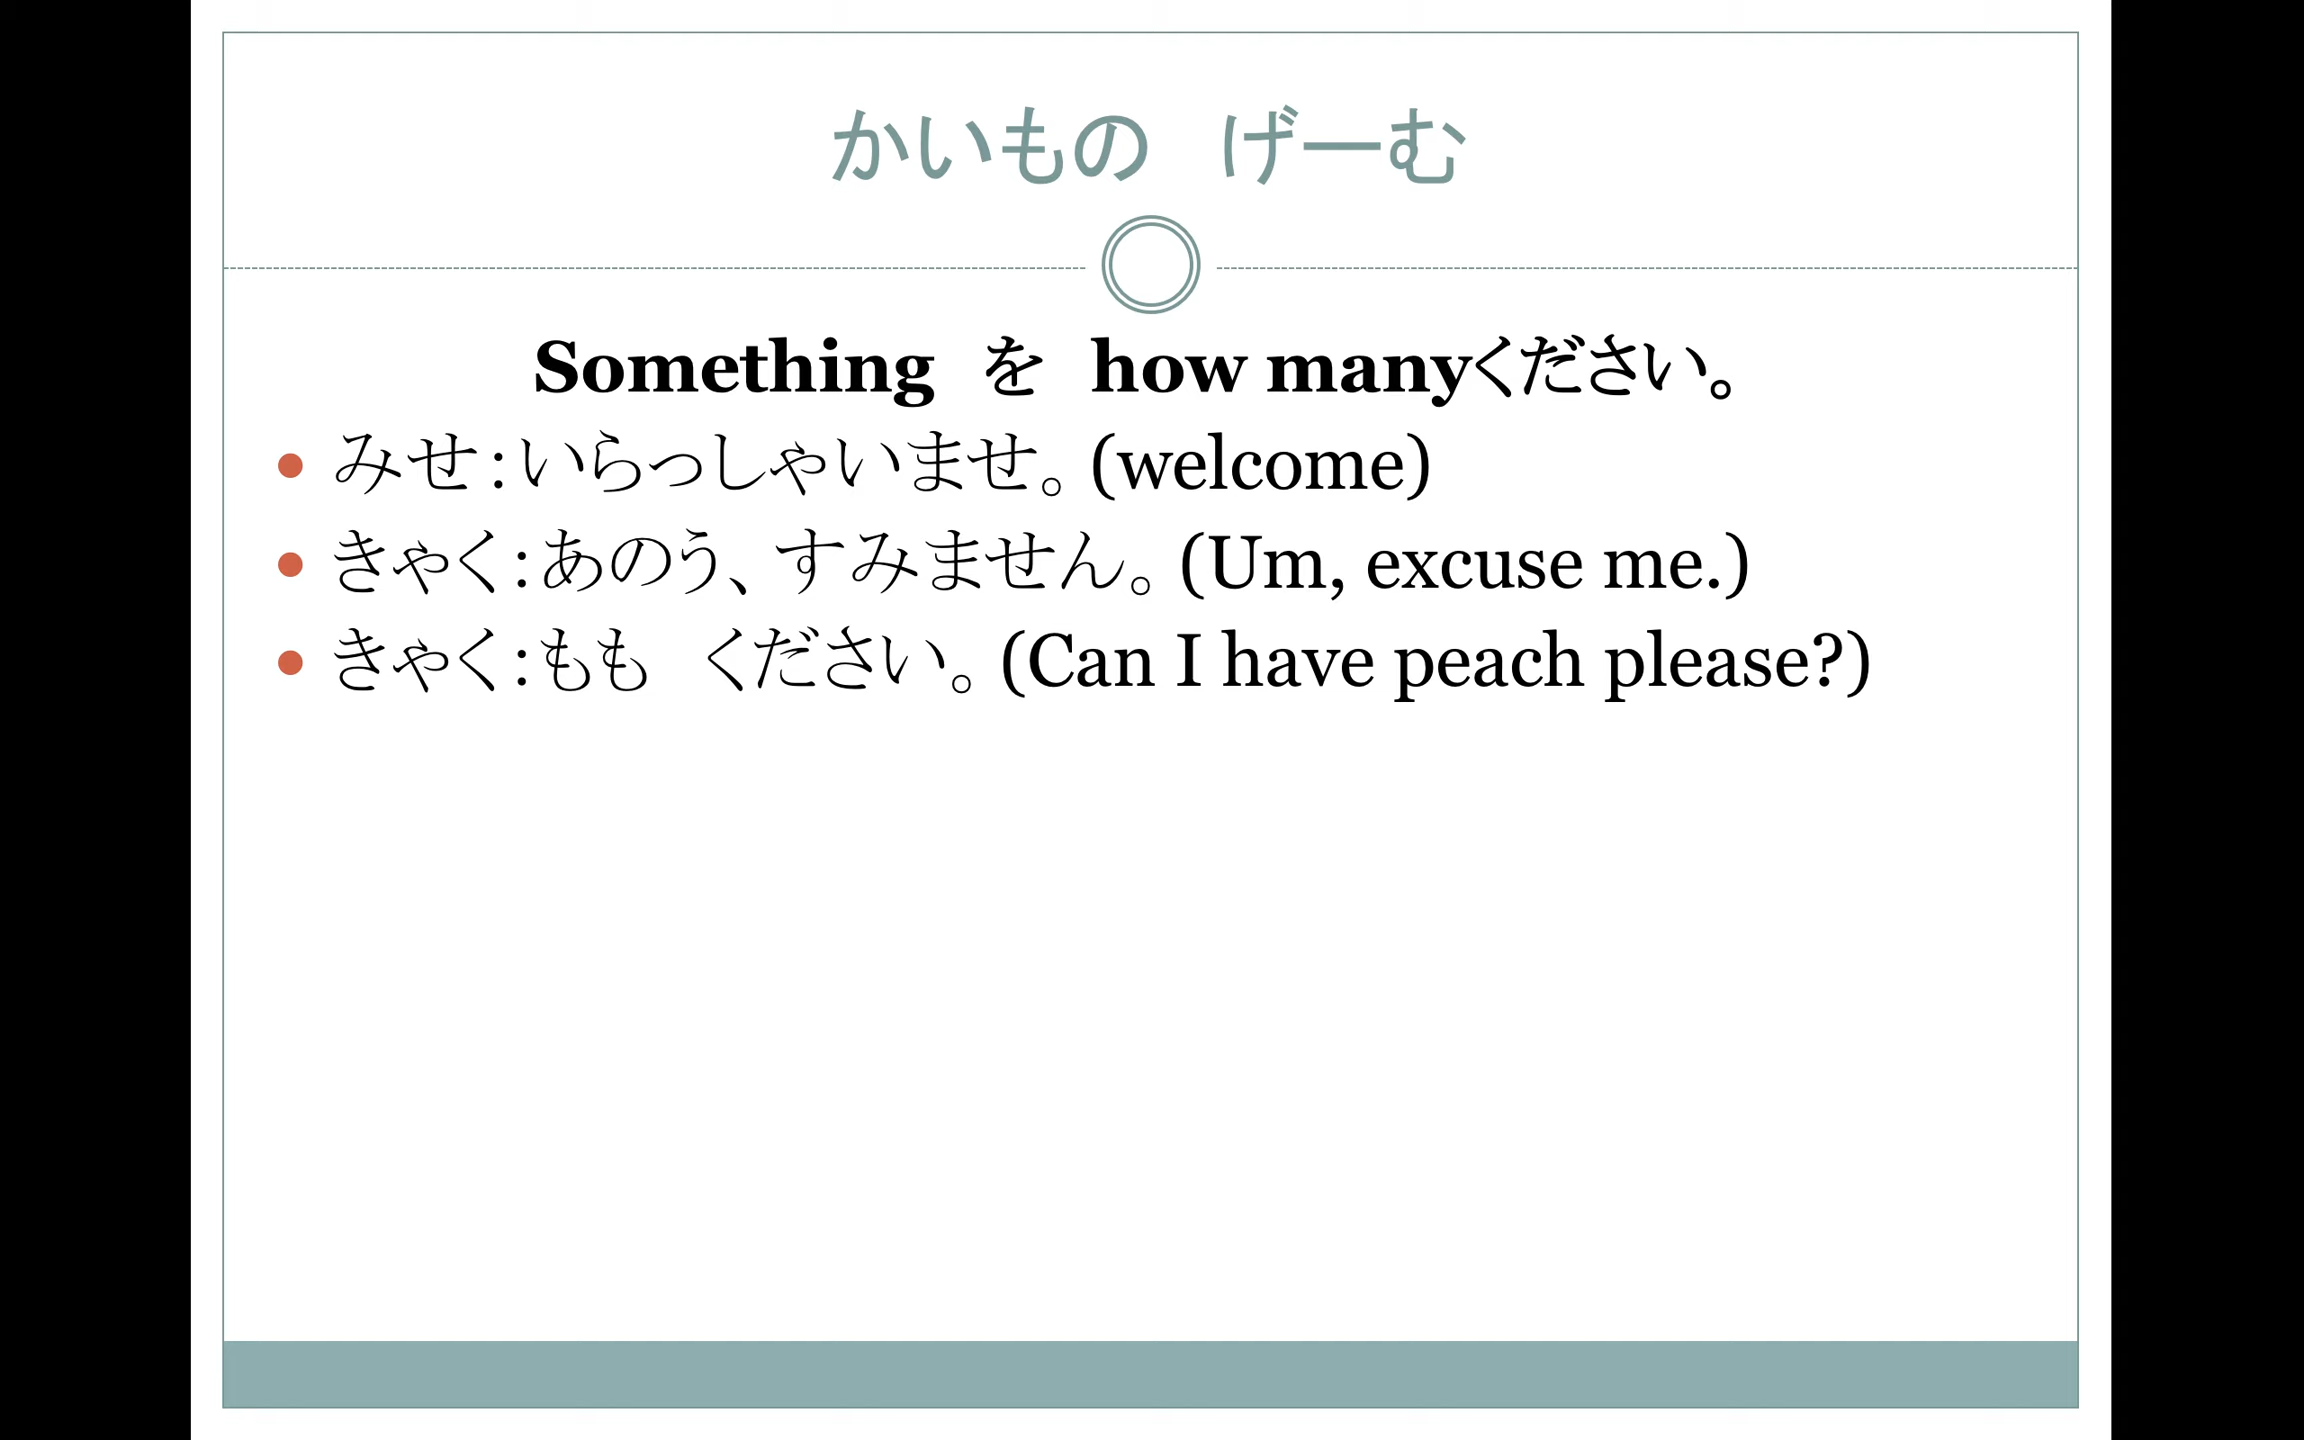 かいもの　げーむ
Something　を　how manyください。
• みせ：いらっしゃいませ。(welcome)
• きゃく：あのう、すみません。(Um, excuse me.)
• きゃく：もも　ください。(Can I have peach please?)